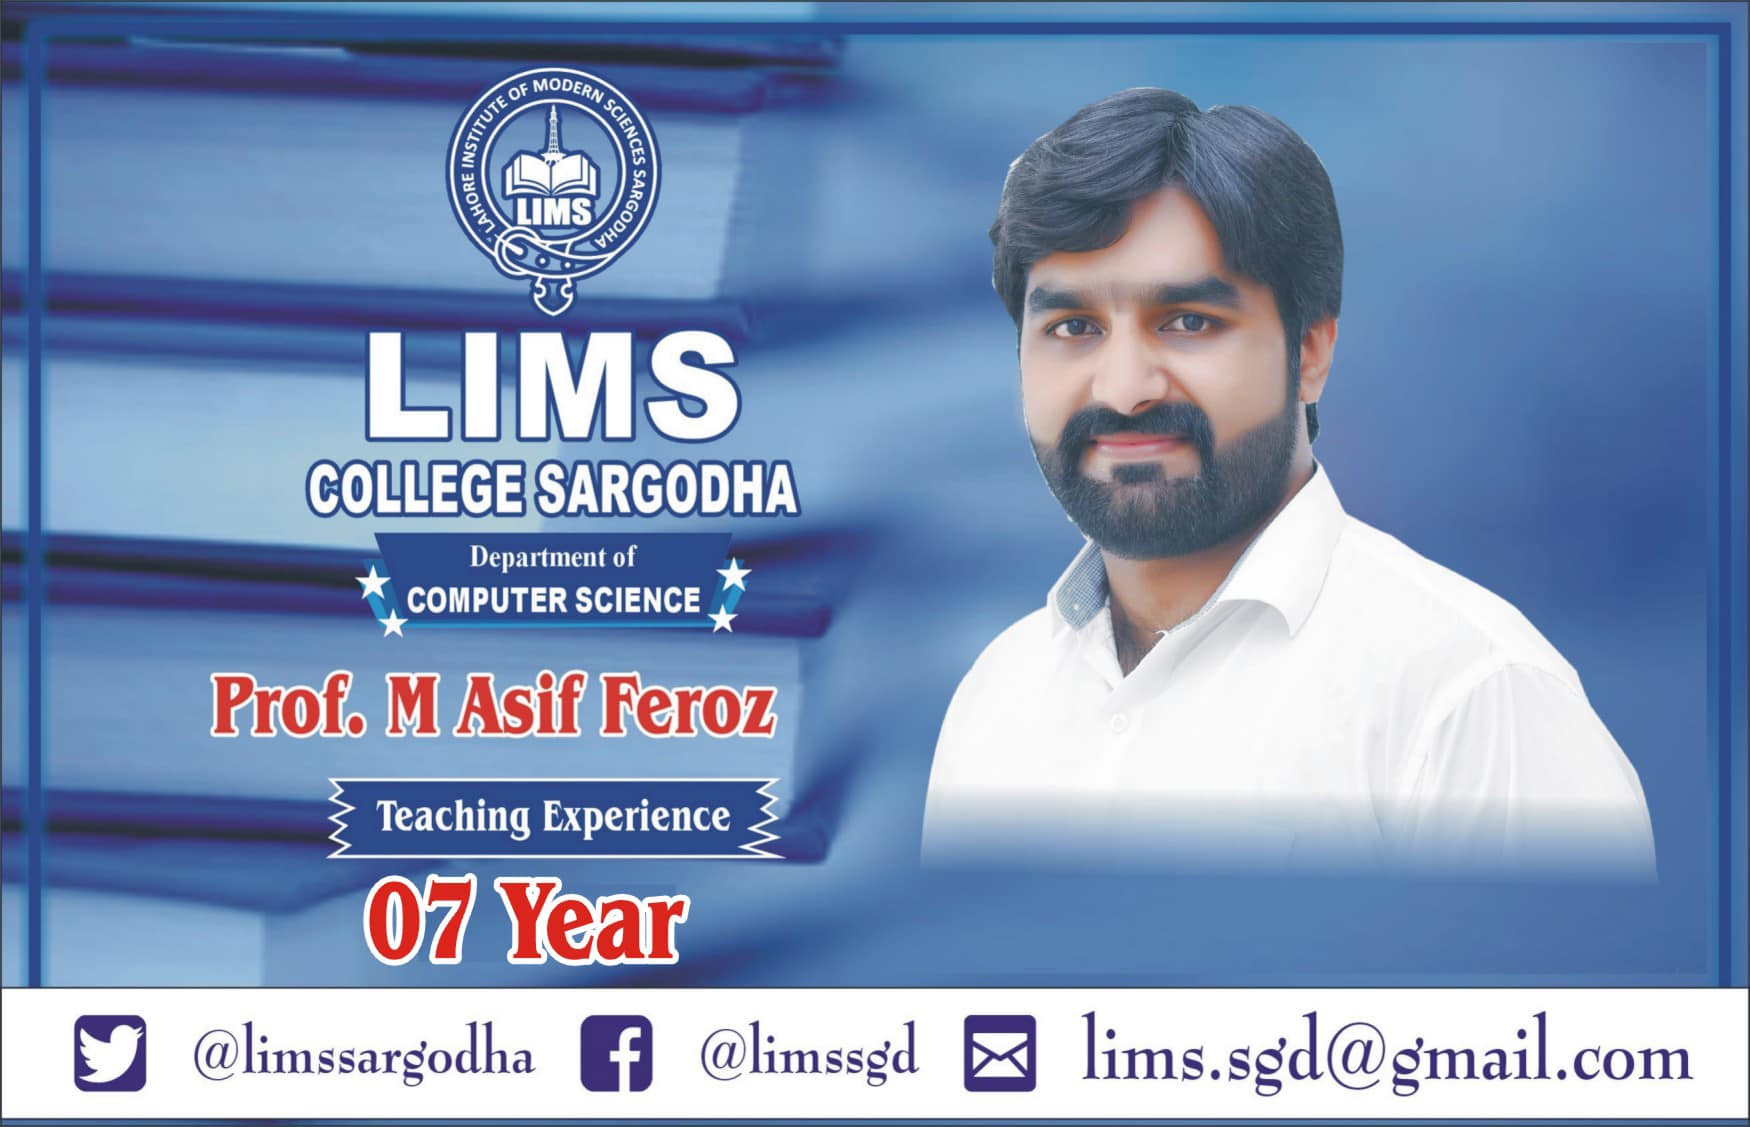 LAHORE INSTITUTE OF MODERN SCIENCES SARGODHA
LIMS
LIMS
COLLEGE SARGODHA
Department of
COMPUTER SCIENCE
Prof. M Asif Feroz
Teaching Experience
07 Year
@limssargodha @limssgd lims.sgd@gmail.com